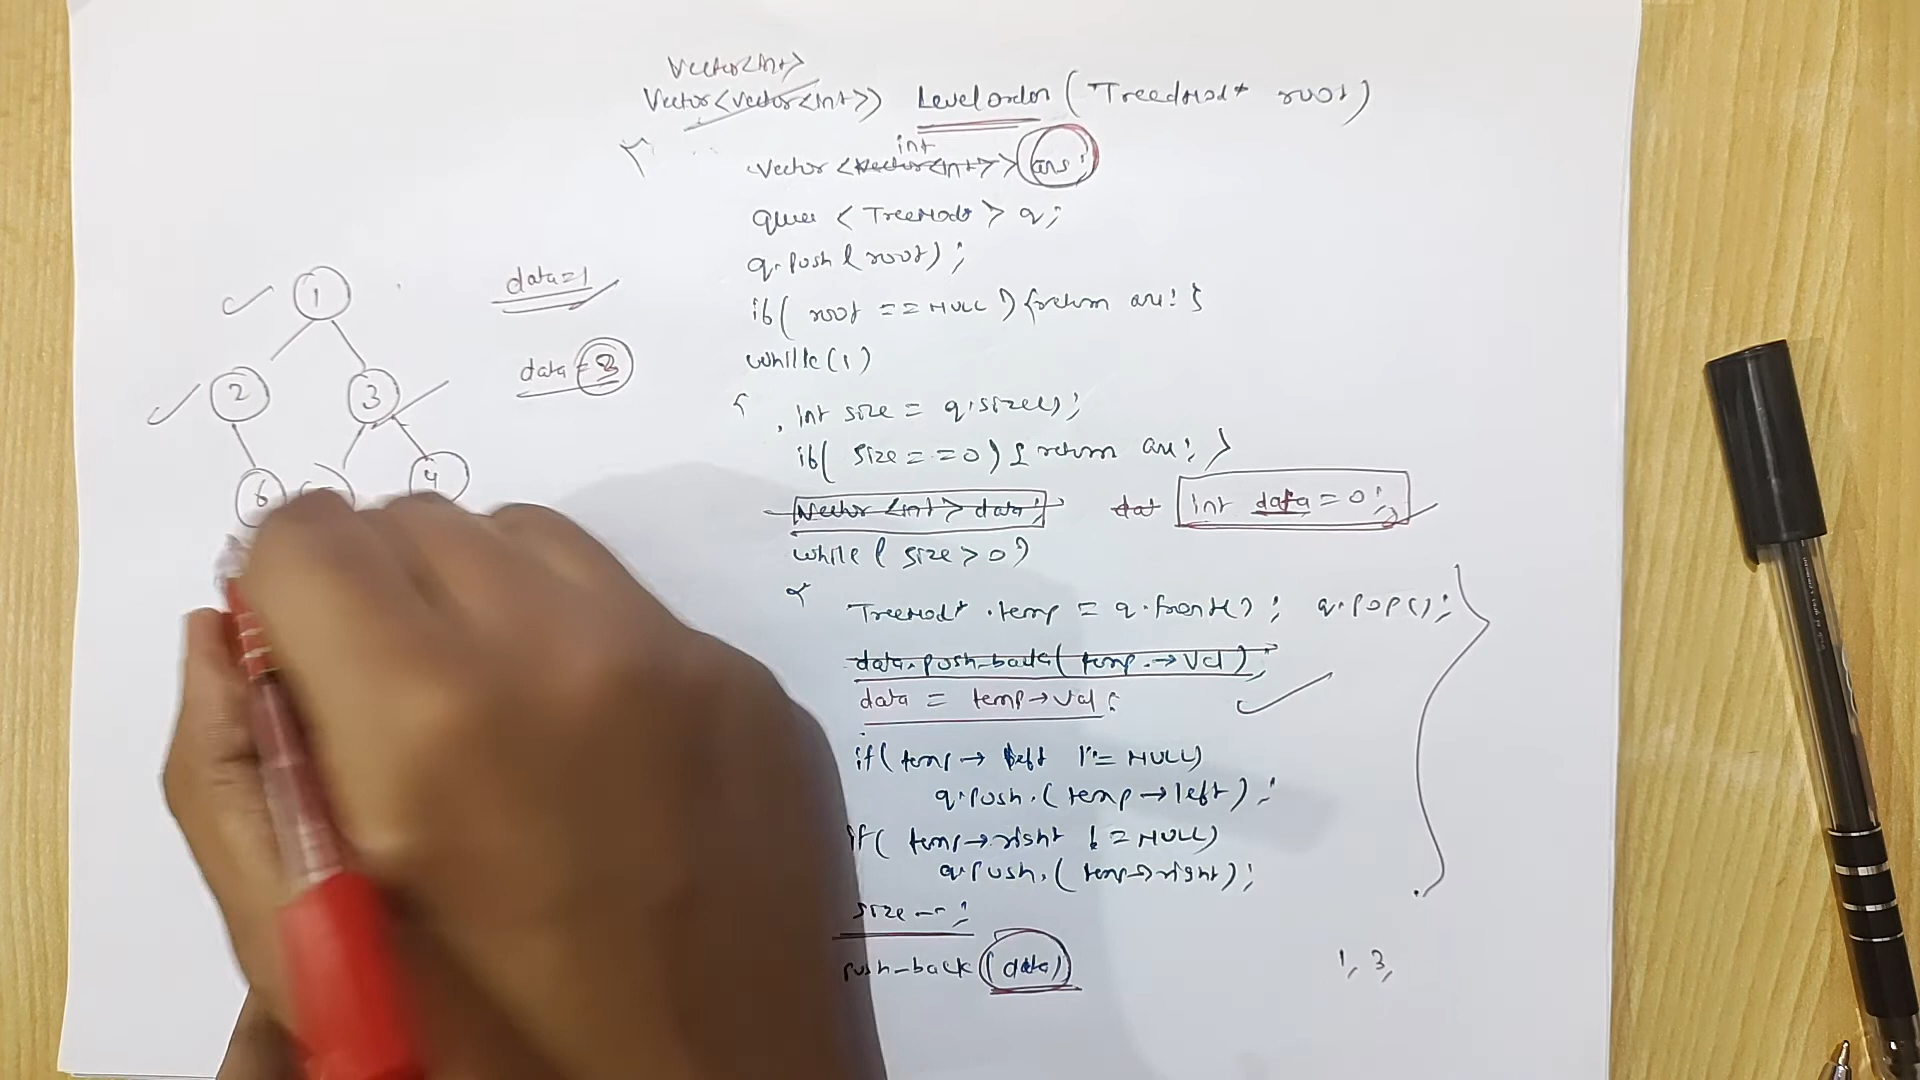 Vector<int>
Vector<vector<int>> Levelorder (TreeNode* root)
int
Vector <vector<int>> ans;
queue <TreeNode> q;
q.push(root);
if( root == NULL ){return ans; }
while(1)
{
int size = q.size();
if( size == 0){ return ans; }
Vector <int> data; dat int data = 0;
while( size > 0)
{
TreeNode* temp = q.front(); q.pop();
data.push_back( temp → val)
data = temp→val;
if( temp → left != NULL)
q.push.( temp → left ) ;
if( temp→right != NULL)
q.push.( temp→right);
size -- ;
push_back (data)
1, 3,
data=1
data =
1
2 3
6 4